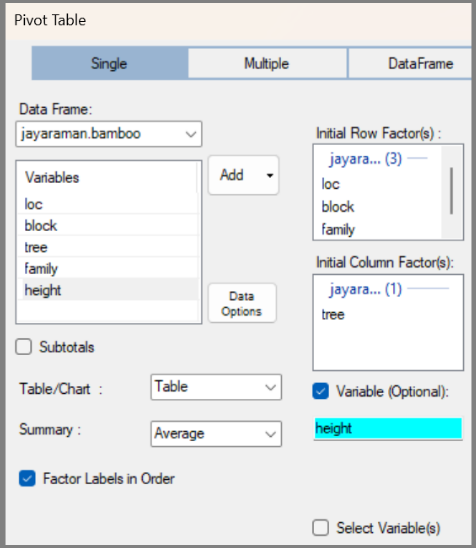 Pivot Table
Single Multiple DataFrame
Data Frame:
jayaraman.bamboo
Variables
loc
block
tree
family
height
Add
Data
Options
Initial Row Factor(s) :
jayara... (3)
loc
block
family
Initial Column Factor(s):
jayara... (1)
tree
Subtotals
Table/Chart : Table
Summary : Average
Factor Labels in Order
Variable (Optional):
height
Select Variable(s)